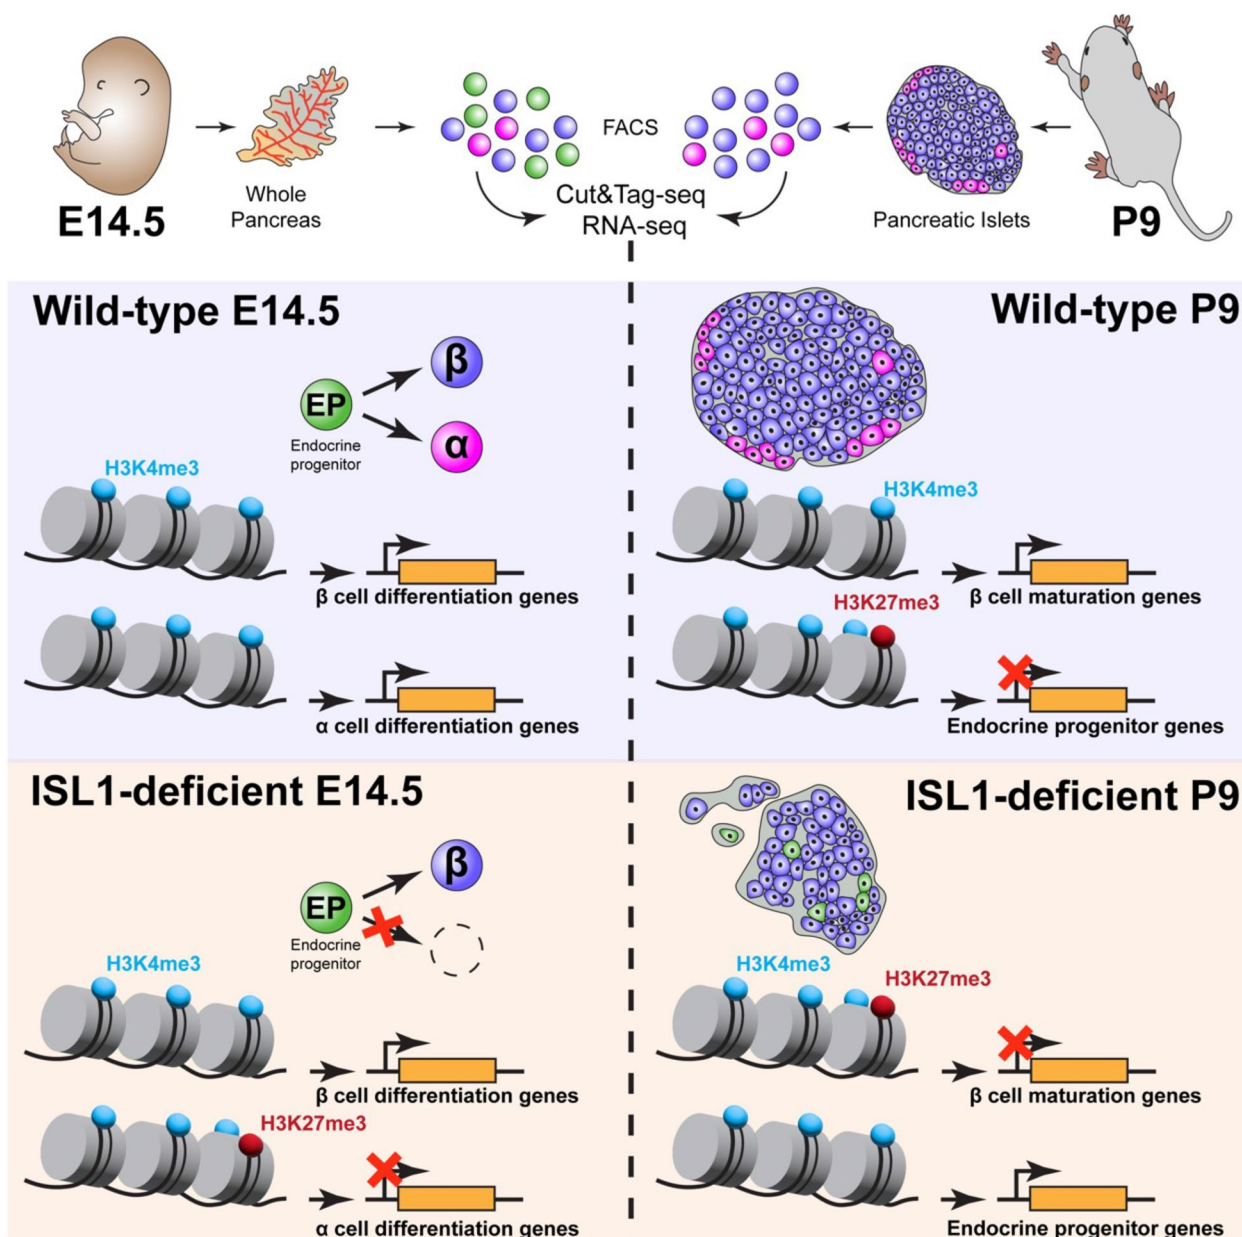 E14.5
Whole
Pancreas
FACS
Cut&Tag-seq
RNA-seq
Pancreatic Islets
P9
Wild-type E14.5
β
EP
α
Endocrine
progenitor
H3K4me3
β cell differentiation genes
α cell differentiation genes
Wild-type P9
H3K4me3
β cell maturation genes
H3K27me3
Endocrine progenitor genes
ISL1-deficient E14.5
β
EP
Endocrine
progenitor
H3K4me3
β cell differentiation genes
H3K27me3
α cell differentiation genes
ISL1-deficient P9
H3K4me3
H3K27me3
β cell maturation genes
Endocrine progenitor genes